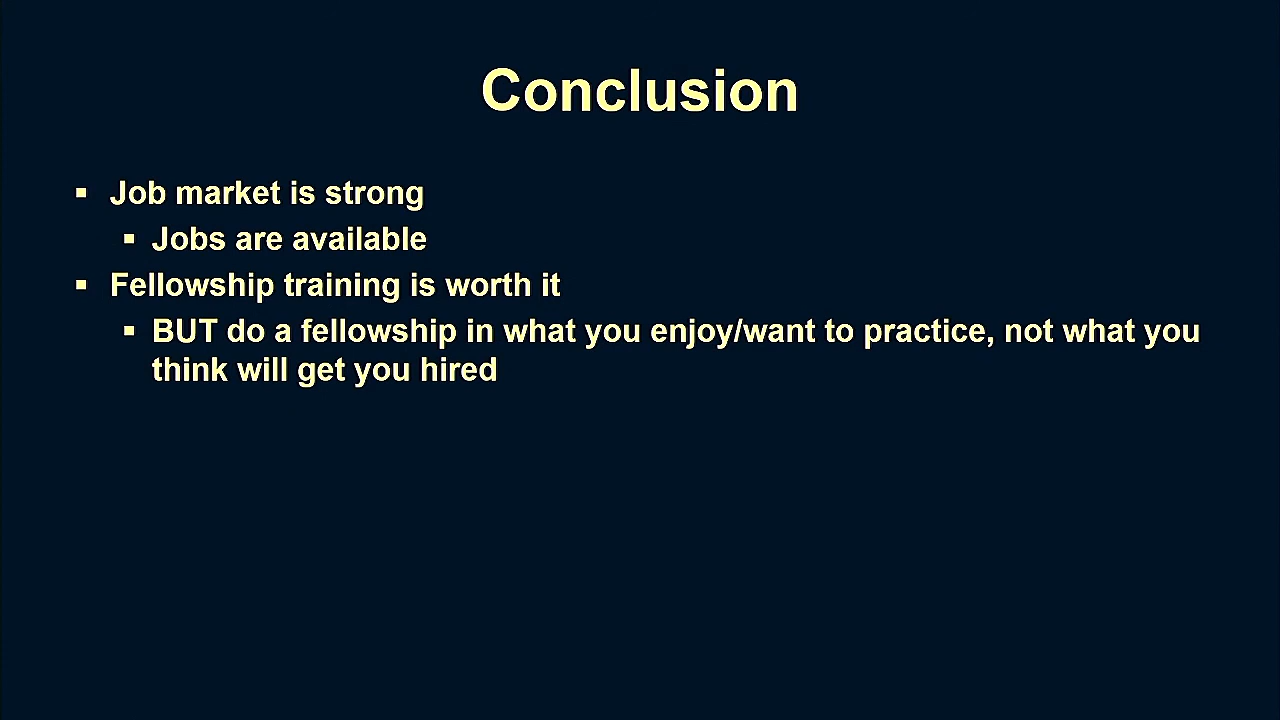 Conclusion
▪ Job market is strong
▪ Jobs are available
▪ Fellowship training is worth it
▪ BUT do a fellowship in what you enjoy/want to practice, not what you
think will get you hired